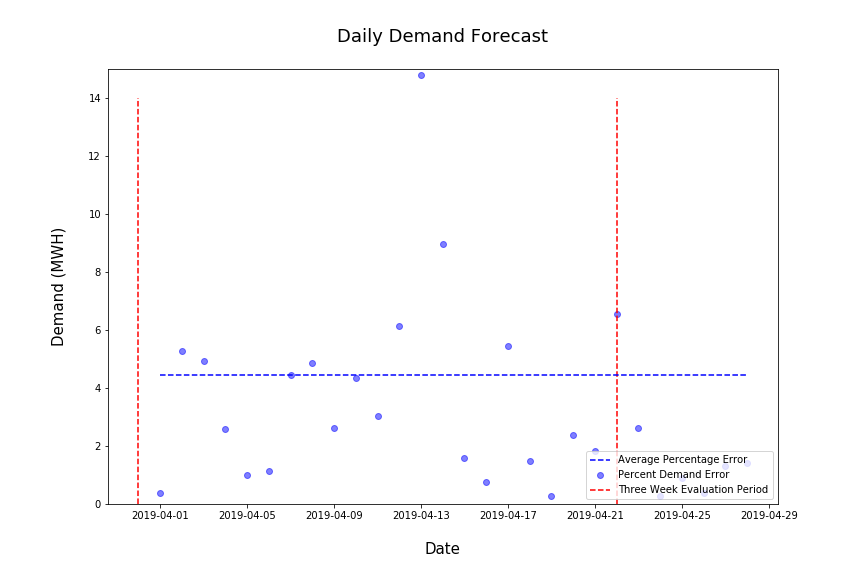 Daily Demand Forecast
Demand (MWH)
14
12
10
8
6
4
2
0
Average Percentage Error
Percent Demand Error
Three Week Evaluation Period
2019-04-01 2019-04-05 2019-04-09 2019-04-13 2019-04-17 2019-04-21 2019-04-25 2019-04-29
Date